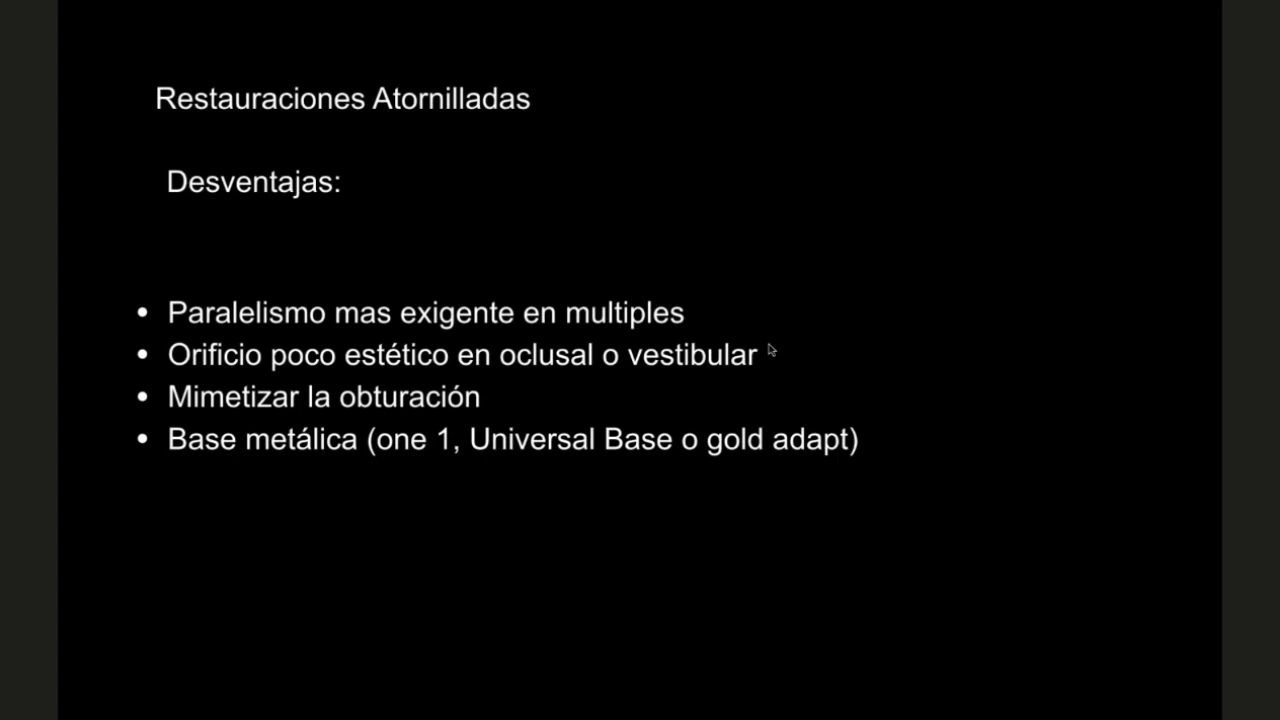 Restauraciones Atornilladas
Desventajas:
• Paralelismo mas exigente en multiples
• Orificio poco estético en oclusal o vestibular
• Mimetizar la obturación
• Base metálica (one 1, Universal Base o gold adapt)